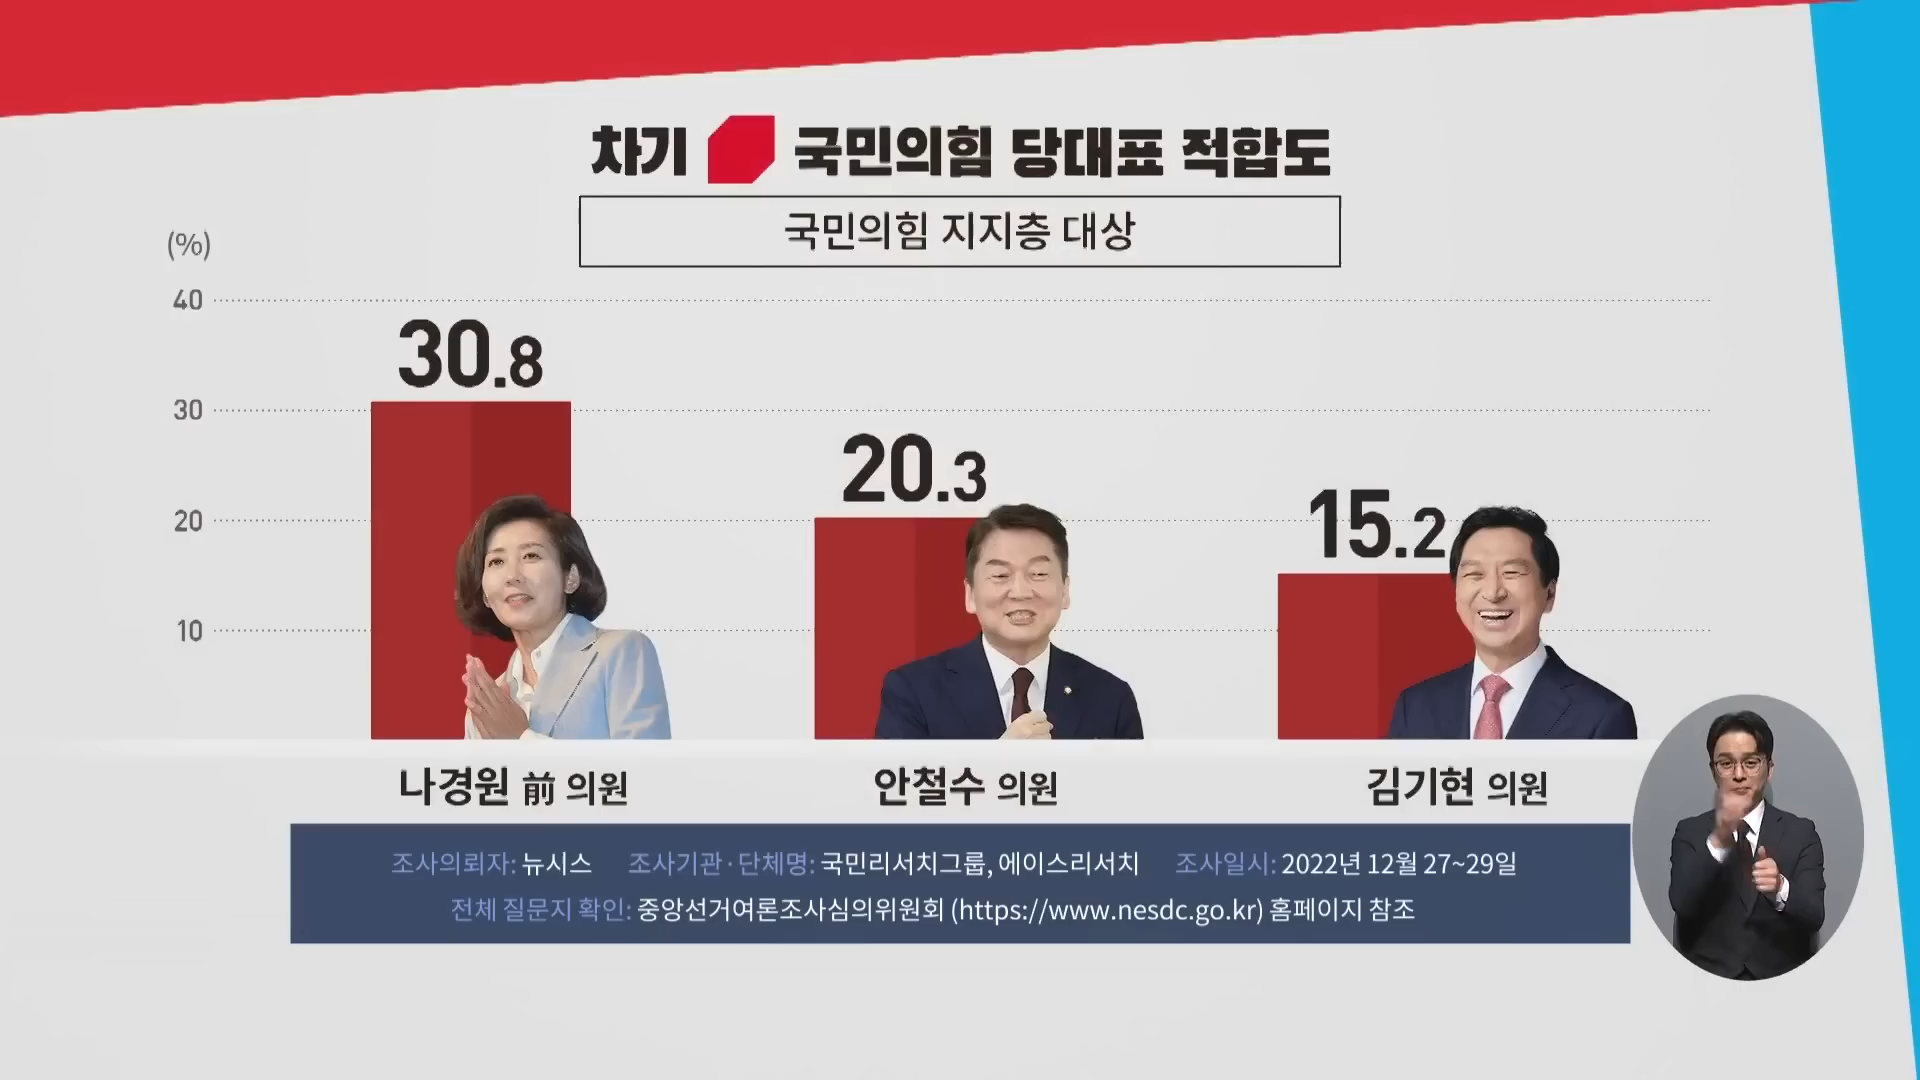 차기 국민의힘 당대표 적합도
국민의힘 지지층 대상
(%)
40
30
20
10
30.8
20.3
15.2
나경원 前 의원
안철수 의원
김기현 의원
조사의뢰자: 뉴시스 조사기관·단체명: 국민리서치그룹, 에이스리서치 조사일시: 2022년 12월 27~29일
전체 질문지 확인: 중앙선거여론조사심의위원회 (https://www.nesdc.go.kr) 홈페이지 참조